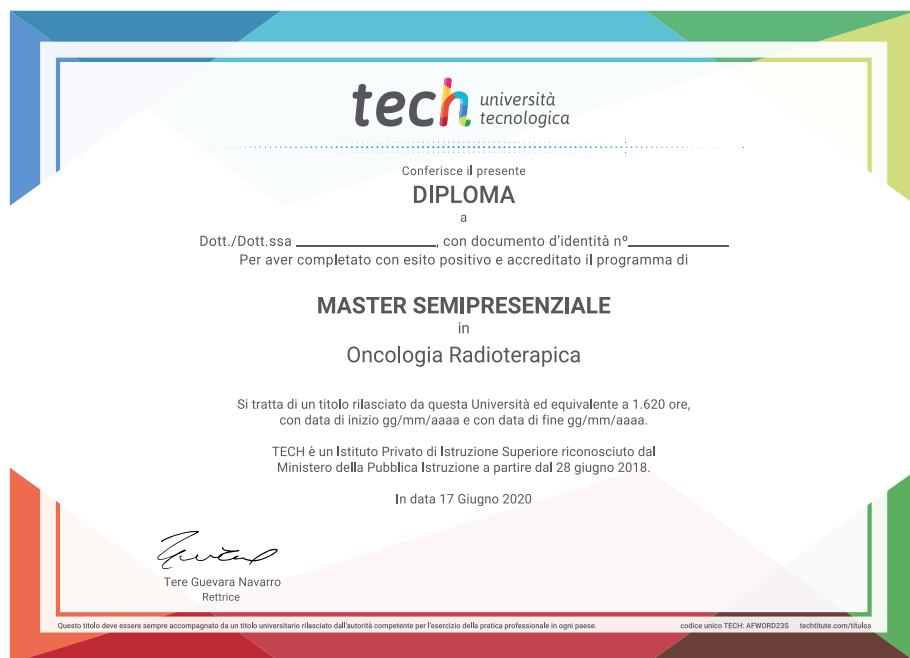 tech università
tecnologica
Conferisce il presente
DIPLOMA
a
Dott./Dott.ssa ________________, con documento d'identità nº____________
Per aver completato con esito positivo e accreditato il programma di
MASTER SEMIPRESENZIALE
in
Oncologia Radioterapica
Si tratta di un titolo rilasciato da questa Università ed equivalente a 1.620 ore,
con data di inizio gg/mm/aaaa e con data di fine gg/mm/aaaa.
TECH è un Istituto Privato di Istruzione Superiore riconosciuto dal
Ministero della Pubblica Istruzione a partire dal 28 giugno 2018.
In data 17 Giugno 2020
Tere Guevara Navarro
Rettrice
Questo titolo deve essere sempre accompagnato da un titolo universitario rilasciato dall'autorità competente per l'esercizio della pratica professionale in ogni paese. codice unico TECH: AFWORD23S techtitute.com/titulos